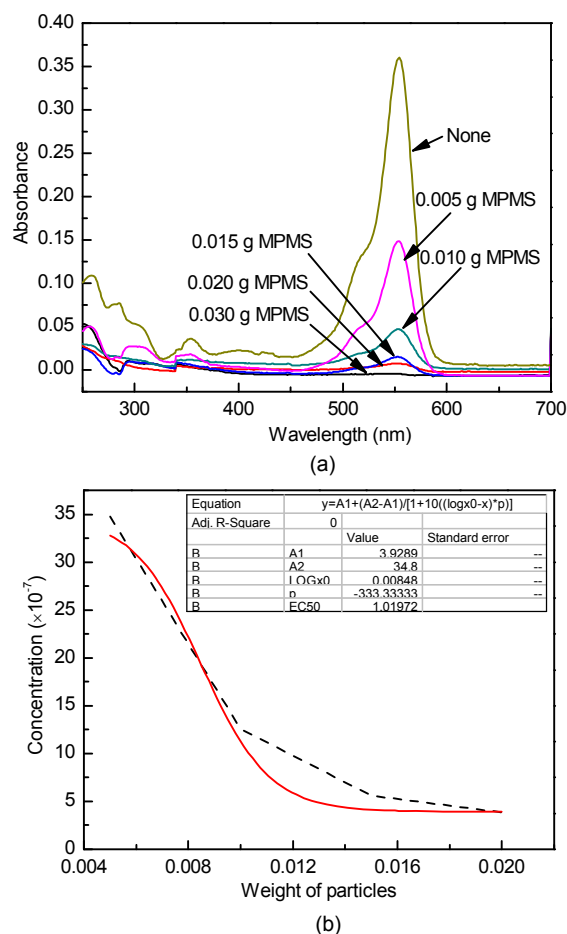 0.40
0.35
0.30
0.25
0.20
0.15
0.10
0.05
0.00
Absorbance
None
0.005 g MPMS
0.015 g MPMS
0.010 g MPMS
0.020 g MPMS
0.030 g MPMS
300 400 500 600 700
Wavelength (nm)
(a)
35
30
25
20
15
10
5
0
Concentration (×10⁻⁷)
Equation y=A1+(A2-A1)/[1+10((logx0-x)*p)]
Adj. R-Square 0
Value Standard error
B A1 3.9289 --
B A2 34.8 --
B LOGx0 0.00848 --
B p -333.33333 --
B EC50 1.01972 --
0.004 0.008 0.012 0.016 0.020
Weight of particles
(b)